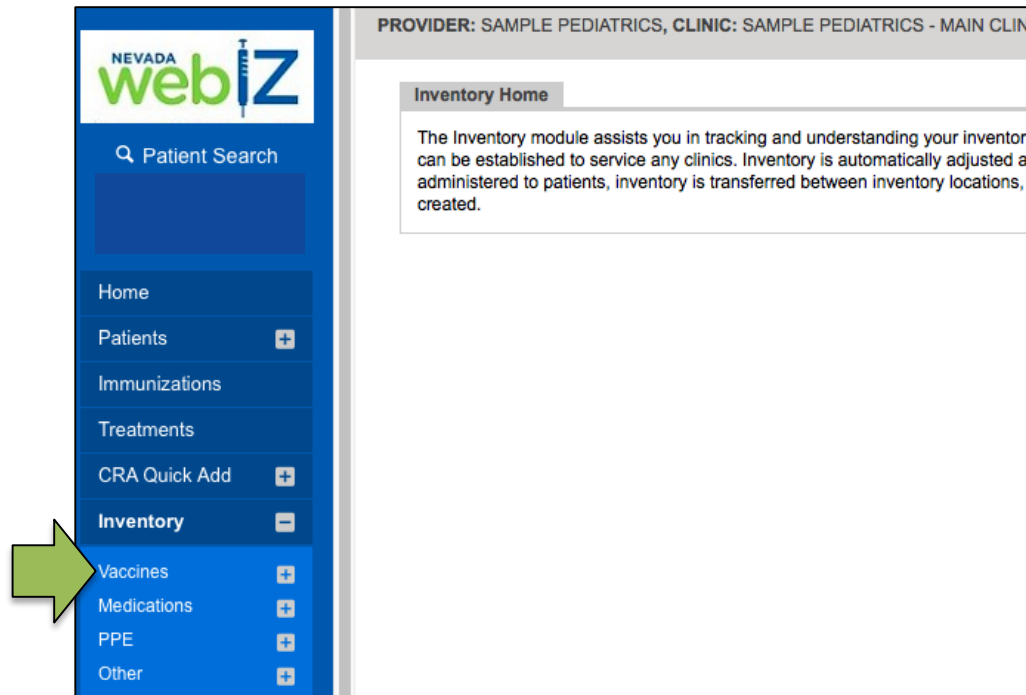 PROVIDER: SAMPLE PEDIATRICS, CLINIC: SAMPLE PEDIATRICS - MAIN CLIN
NEVADA
webIZ
Patient Search
Inventory Home
The Inventory module assists you in tracking and understanding your inventor
can be established to service any clinics. Inventory is automatically adjusted a
administered to patients, inventory is transferred between inventory locations,
created.
Home
Patients
Immunizations
Treatments
CRA Quick Add
Inventory
Vaccines
Medications
PPE
Other